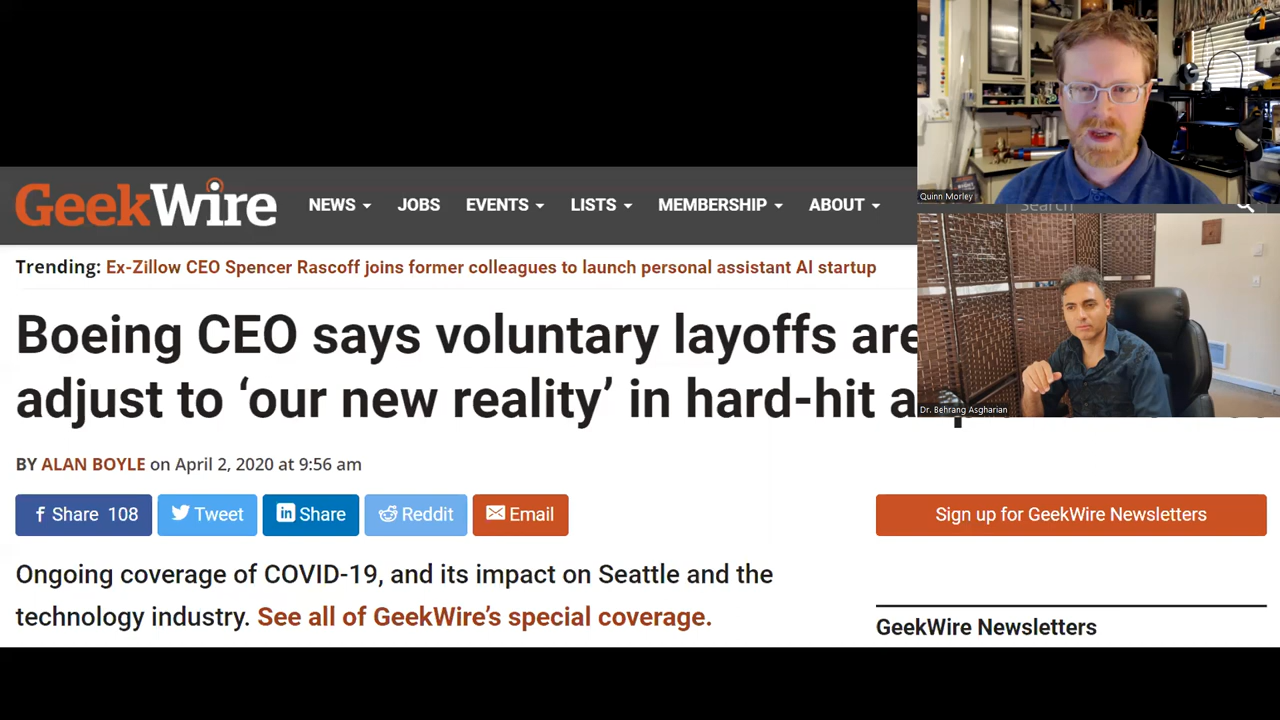 GeekWire
NEWS JOBS EVENTS LISTS MEMBERSHIP ABOUT
Search
Quinn Morley
Trending: Ex-Zillow CEO Spencer Rascoff joins former colleagues to launch personal assistant AI startup
Boeing CEO says voluntary layoffs are
adjust to ‘our new reality’ in hard-hit
Dr. Behrang Asgharian
BY ALAN BOYLE on April 2, 2020 at 9:56 am
Share 108 Tweet Share Reddit Email
Sign up for GeekWire Newsletters
Ongoing coverage of COVID-19, and its impact on Seattle and the
technology industry. See all of GeekWire’s special coverage.
GeekWire Newsletters